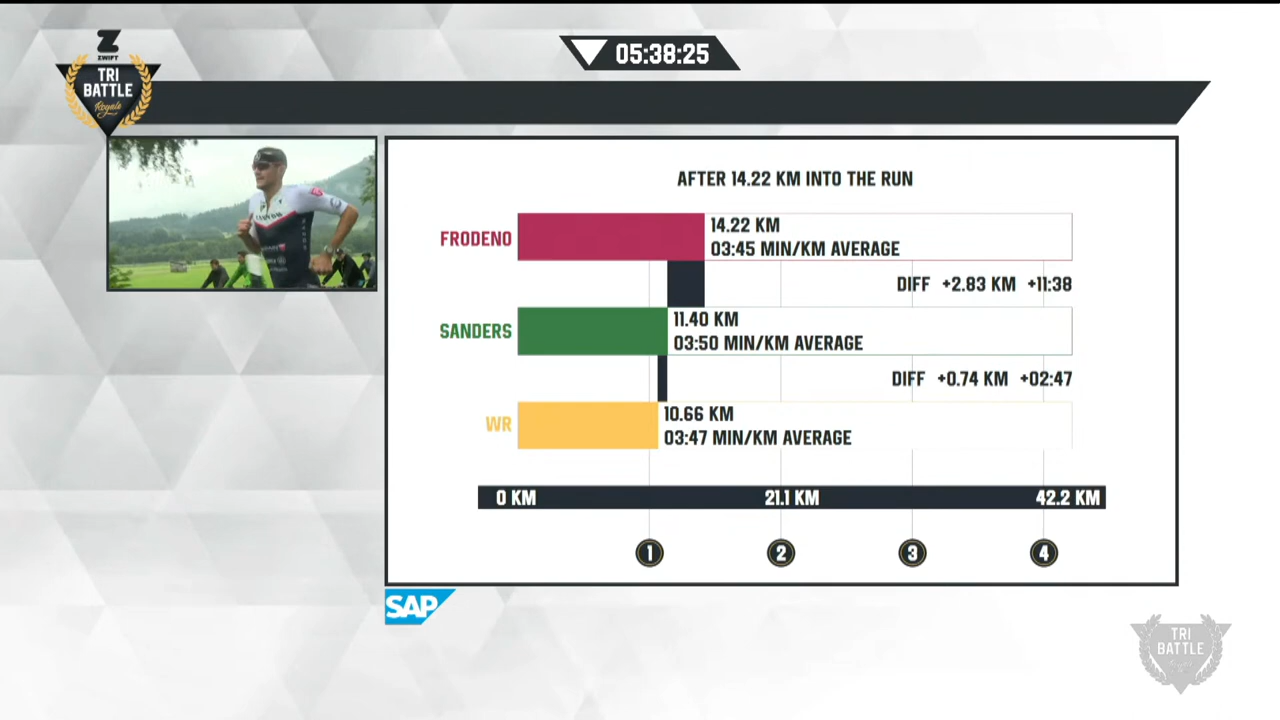 05:38:25
ZWIFT
TRI
BATTLE
Royale
AFTER 14.22 KM INTO THE RUN
FRODENO
14.22 KM
03:45 MIN/KM AVERAGE
DIFF +2.83 KM +11:38
SANDERS
11.40 KM
03:50 MIN/KM AVERAGE
DIFF +0.74 KM +02:47
WR
10.66 KM
03:47 MIN/KM AVERAGE
0 KM 21.1 KM 42.2 KM
1 2 3 4
SAP
TRI
BATTLE
Royale